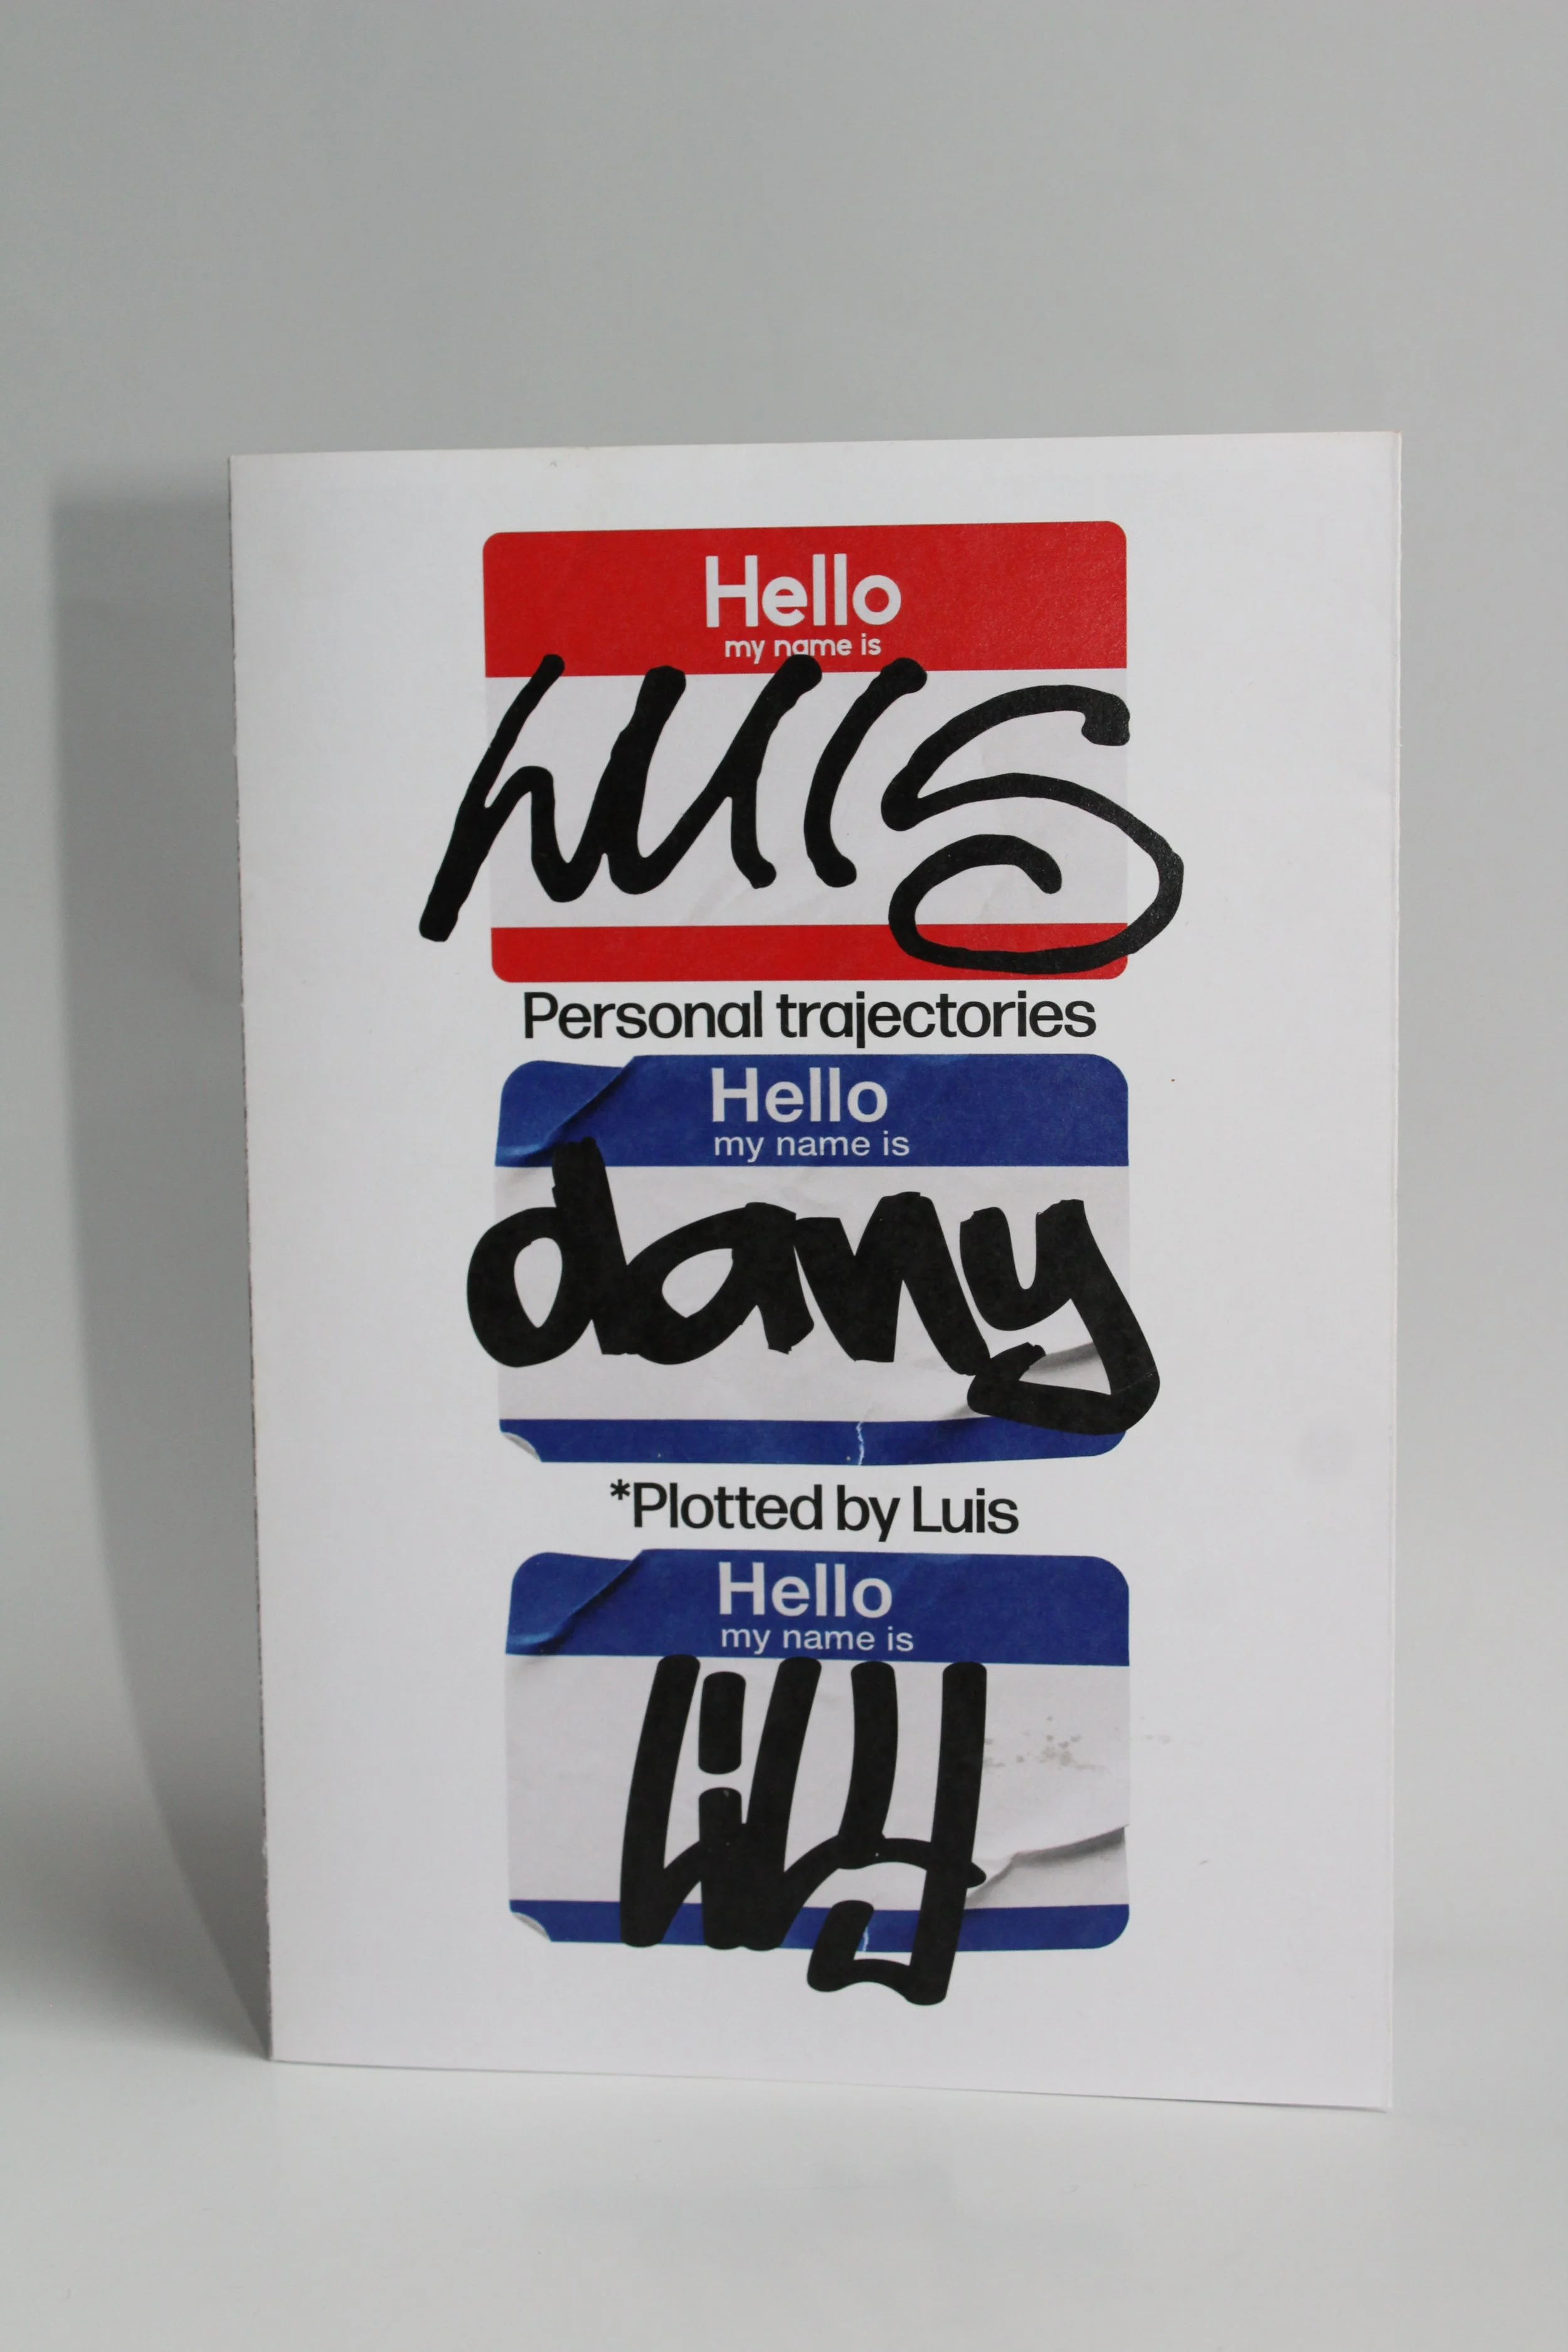 Hello
my name is
LUIS
Personal trajectories
Hello
my name is
dany
*Plotted by Luis
Hello
my name is